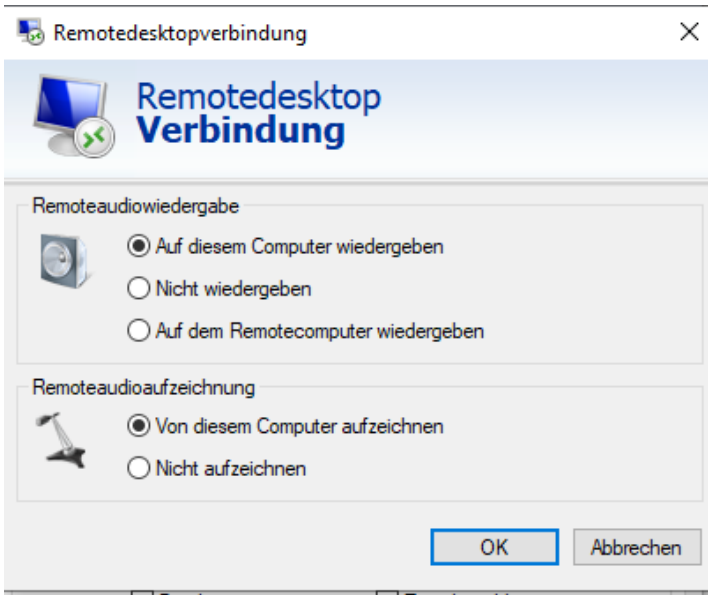 Remotedesktopverbindung
Remotedesktop
Verbindung
Remoteaudiowiedergabe
Auf diesem Computer wiedergeben
Nicht wiedergeben
Auf dem Remotecomputer wiedergeben
Remoteaudioaufzeichnung
Von diesem Computer aufzeichnen
Nicht aufzeichnen
OK
Abbrechen